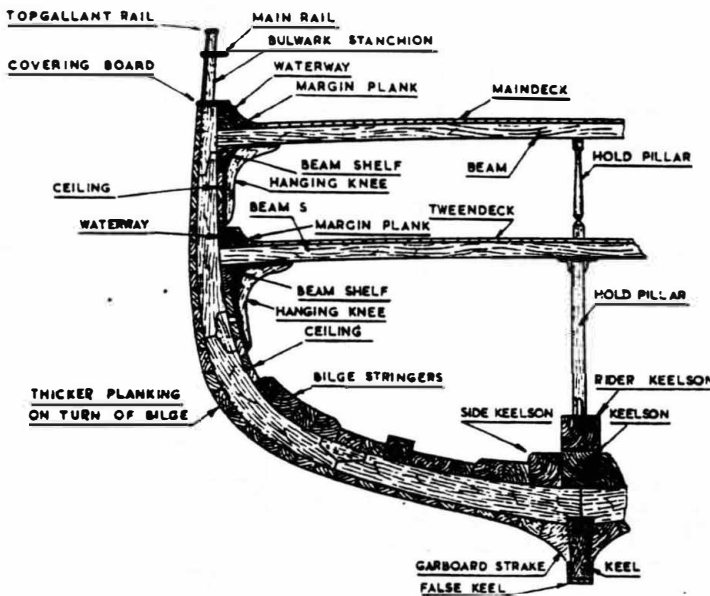 TOPGALLANT RAIL
MAIN RAIL
BULWARK STANCHION
COVERING BOARD
WATERWAY
MARGIN PLANK
MAINDECK
BEAM SHELF
BEAM
HOLD PILLAR
CEILING
HANGING KNEE
BEAM S
TWEENDECK
WATERWAY
MARGIN PLANK
BEAM SHELF
HANGING KNEE
HOLD PILLAR
CEILING
BILGE STRINGERS
RIDER KEELSON
THICKER PLANKING
ON TURN OF BILGE
SIDE KEELSON
KEELSON
GARBOARD STRAKE
KEEL
FALSE KEEL